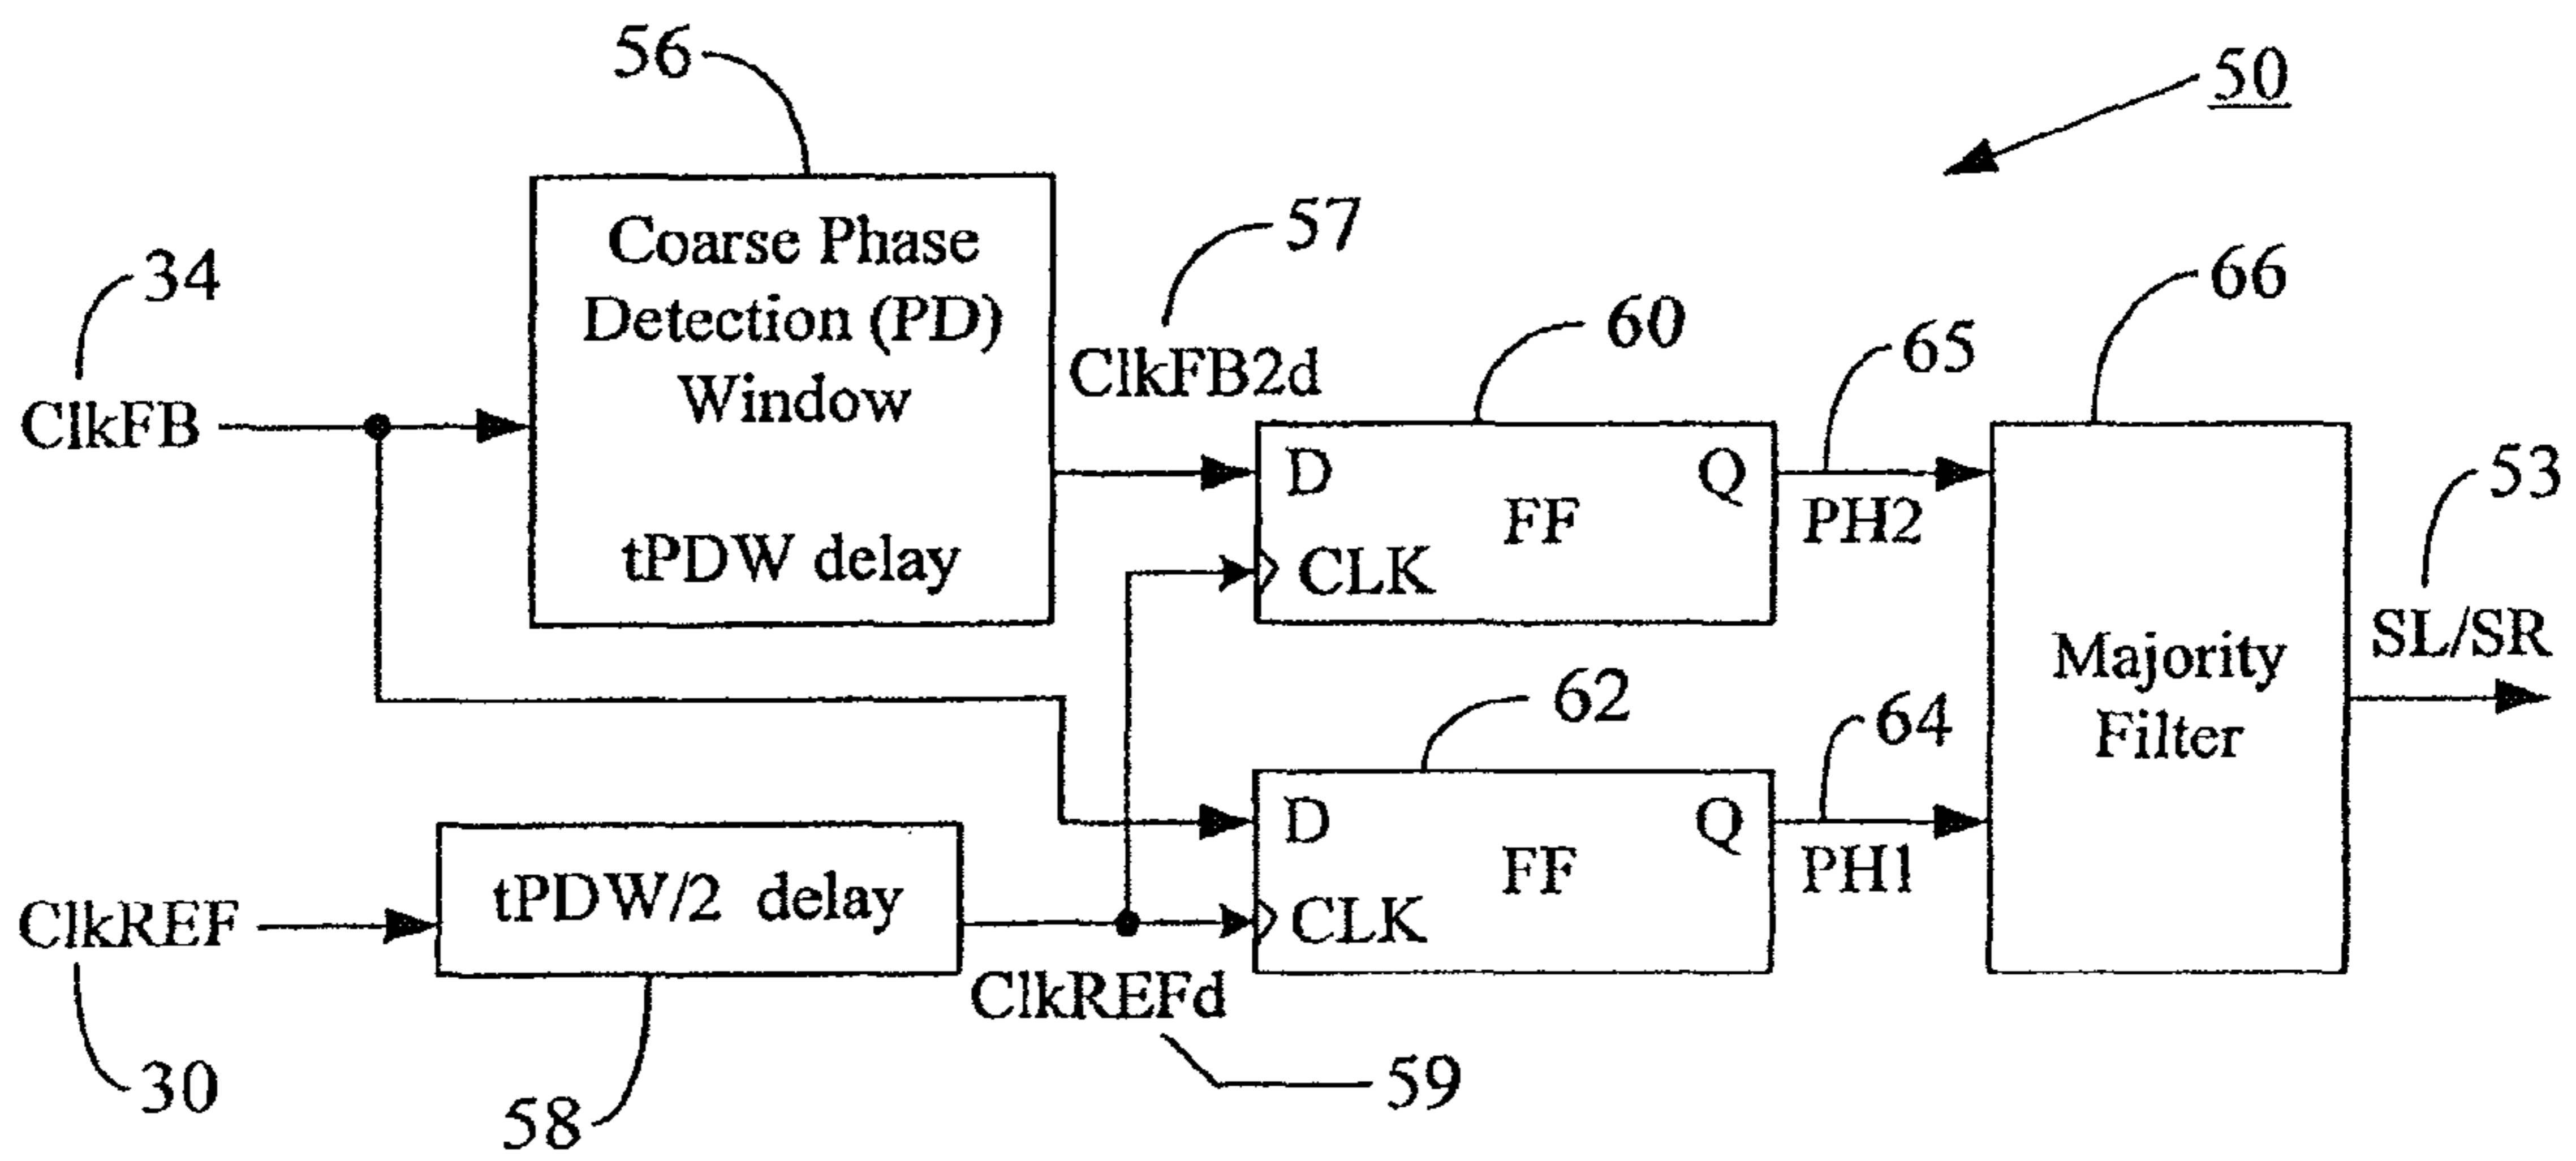 56
50
Coarse Phase
Detection (PD)
Window
tPDW delay
57
34
ClkFB2d
60
65
66
ClkFB
D
Q
FF
CLK
PH2
53
SL/SR
Majority
Filter
62
64
D
Q
FF
CLK
PH1
tPDW/2 delay
ClkREF
ClkREFd
30
58
59